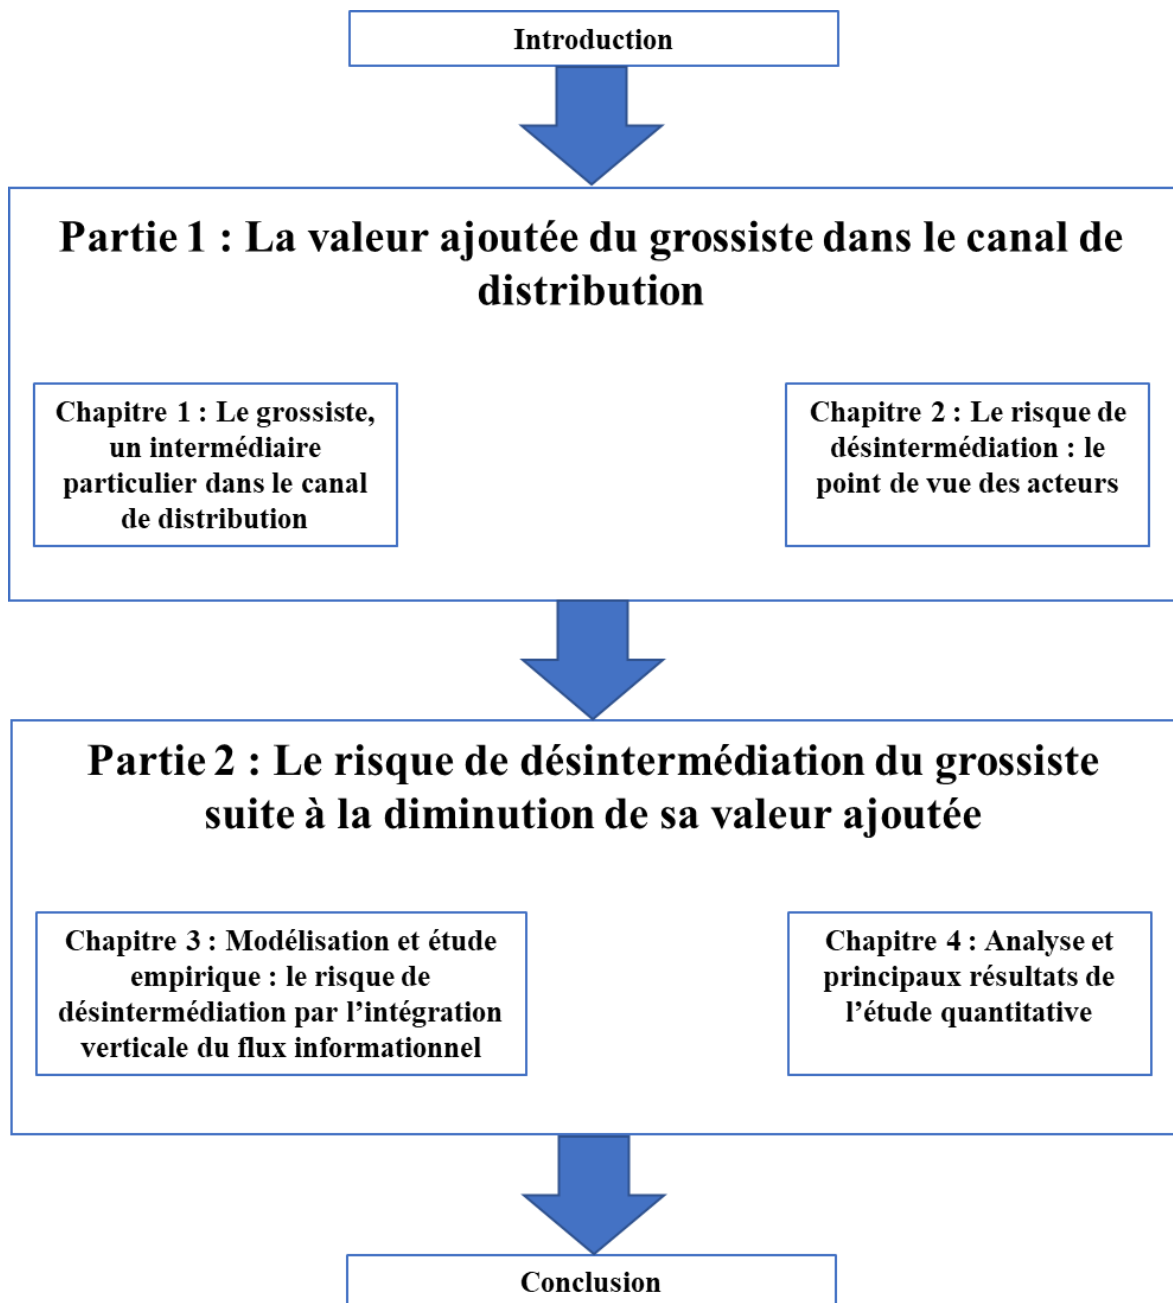 Introduction
Partie 1 : La valeur ajoutée du grossiste dans le canal de
distribution
Chapitre 1 : Le grossiste,
un intermédiaire
particulier dans le canal
de distribution
Chapitre 2 : Le risque de
désintermédiation : le
point de vue des acteurs
Partie 2 : Le risque de désintermédiation du grossiste
suite à la diminution de sa valeur ajoutée
Chapitre 3 : Modélisation et étude
empirique : le risque de
désintermédiation par l’intégration
verticale du flux informationnel
Chapitre 4 : Analyse et
principaux résultats de
l’étude quantitative
Conclusion